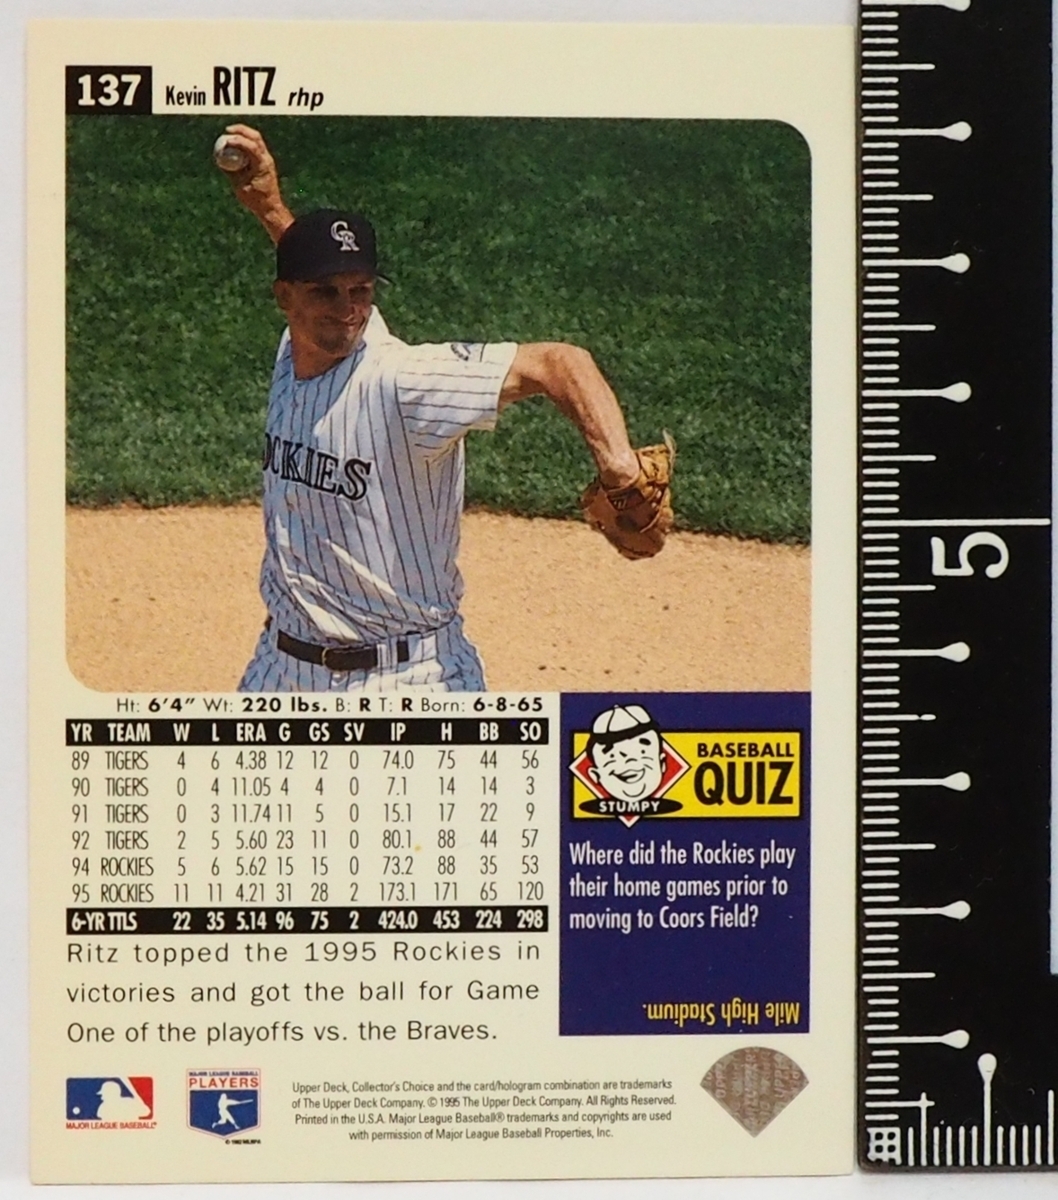 137 Kevin RITZ rhp
CR
OCKIES
Ht: 6'4" Wt: 220 lbs. B: R T: R Born: 6-8-65
YR TEAM W L ERA G GS SV IP H BB SO
89 TIGERS 4 6 4.38 12 12 0 74.0 75 44 56
90 TIGERS 0 4 11.05 4 4 0 7.1 14 14 3
91 TIGERS 0 3 11.74 11 5 0 15.1 17 22 9
92 TIGERS 2 5 5.60 23 11 0 80.1 88 44 57
94 ROCKIES 5 6 5.62 15 15 0 73.2 88 35 53
95 ROCKIES 11 11 4.21 31 28 2 173.1 171 65 120
6-YR TTLS 22 35 5.14 96 75 2 424.0 453 224 298
Ritz topped the 1995 Rockies in
victories and got the ball for Game
One of the playoffs vs. the Braves.
BASEBALL
QUIZ
STUMPY
Where did the Rockies play
their home games prior to
moving to Coors Field?
Mile High Stadium.
MAJOR LEAGUE BASEBALL
MAJOR LEAGUE BASEBALL
PLAYERS
Upper Deck, Collector's Choice and the card/hologram combination are trademarks
of The Upper Deck Company. © 1995 The Upper Deck Company. All Rights Reserved.
Printed in the U.S.A. Major League Baseball® trademarks and copyrights are used
with permission of Major League Baseball Properties, Inc.
5